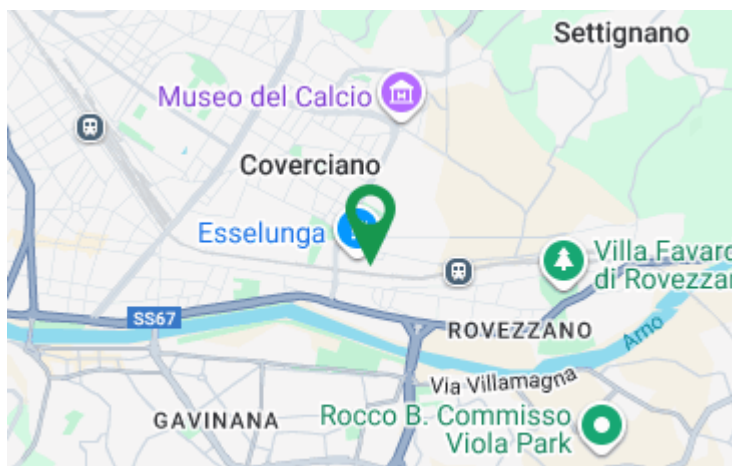 Settignano
Museo del Calcio
Coverciano
Esselunga
Villa Favard
di Rovezzan
SS67
ROVEZZANO
Arno
Via Villamagna
GAVINANA
Rocco B. Commisso
Viola Park